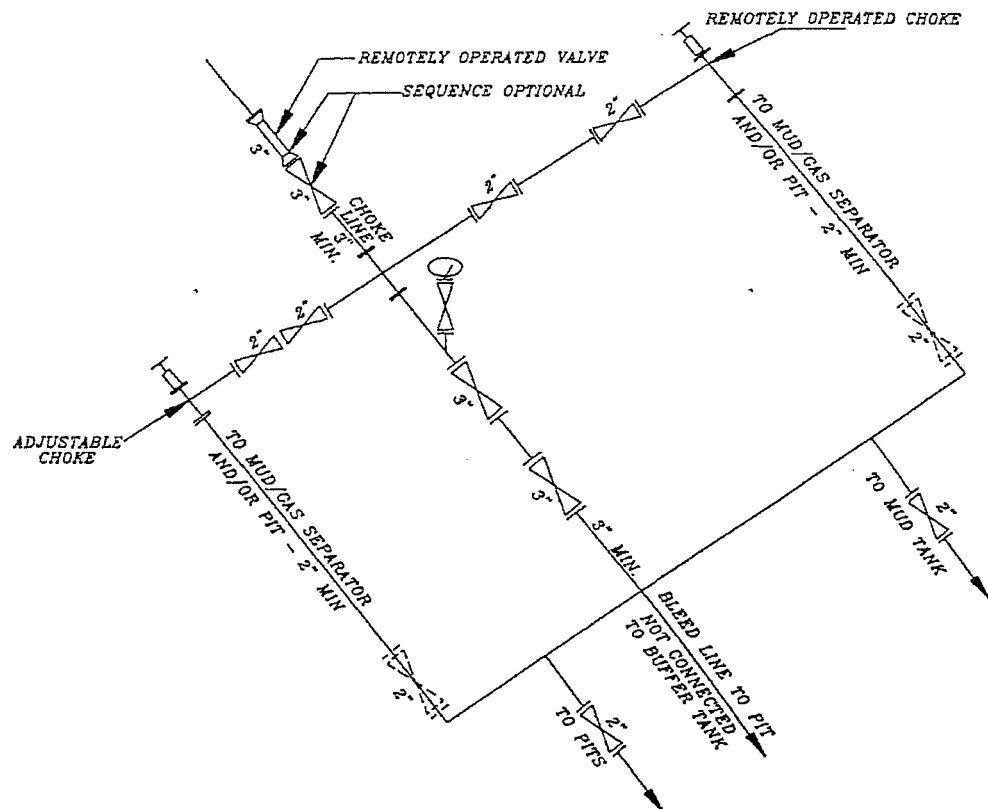 REMOTELY OPERATED CHOKE
REMOTELY OPERATED VALVE
SEQUENCE OPTIONAL
3"
3"
CHOKE
LINE
3"
MIN.
2"
2"
TO MUD/GAS SEPARATOR
AND/OR PIT - 2" MIN
2"
2"
2"
ADJUSTABLE
CHOKE
TO MUD/GAS SEPARATOR
AND/OR PIT - 2" MIN
2"
3"
3"
3" MIN.
2"
TO MUD TANK
BLEED LINE TO PIT
NOT CONNECTED
TO BUFFER TANK
2"
TO PITS